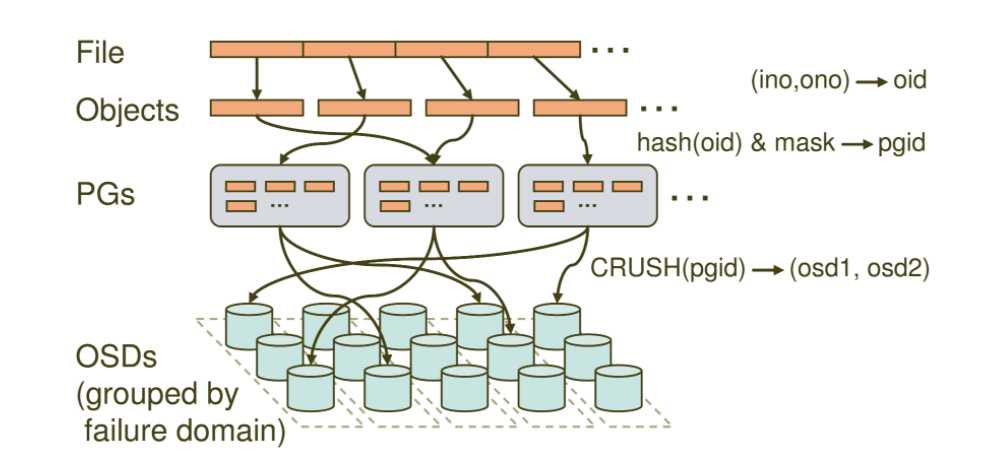 File
...
(ino,ono) → oid
Objects
...
hash(oid) & mask → pgid
PGs
... ... ...
...
CRUSH(pgid) → (osd1, osd2)
OSDs
(grouped by
failure domain)